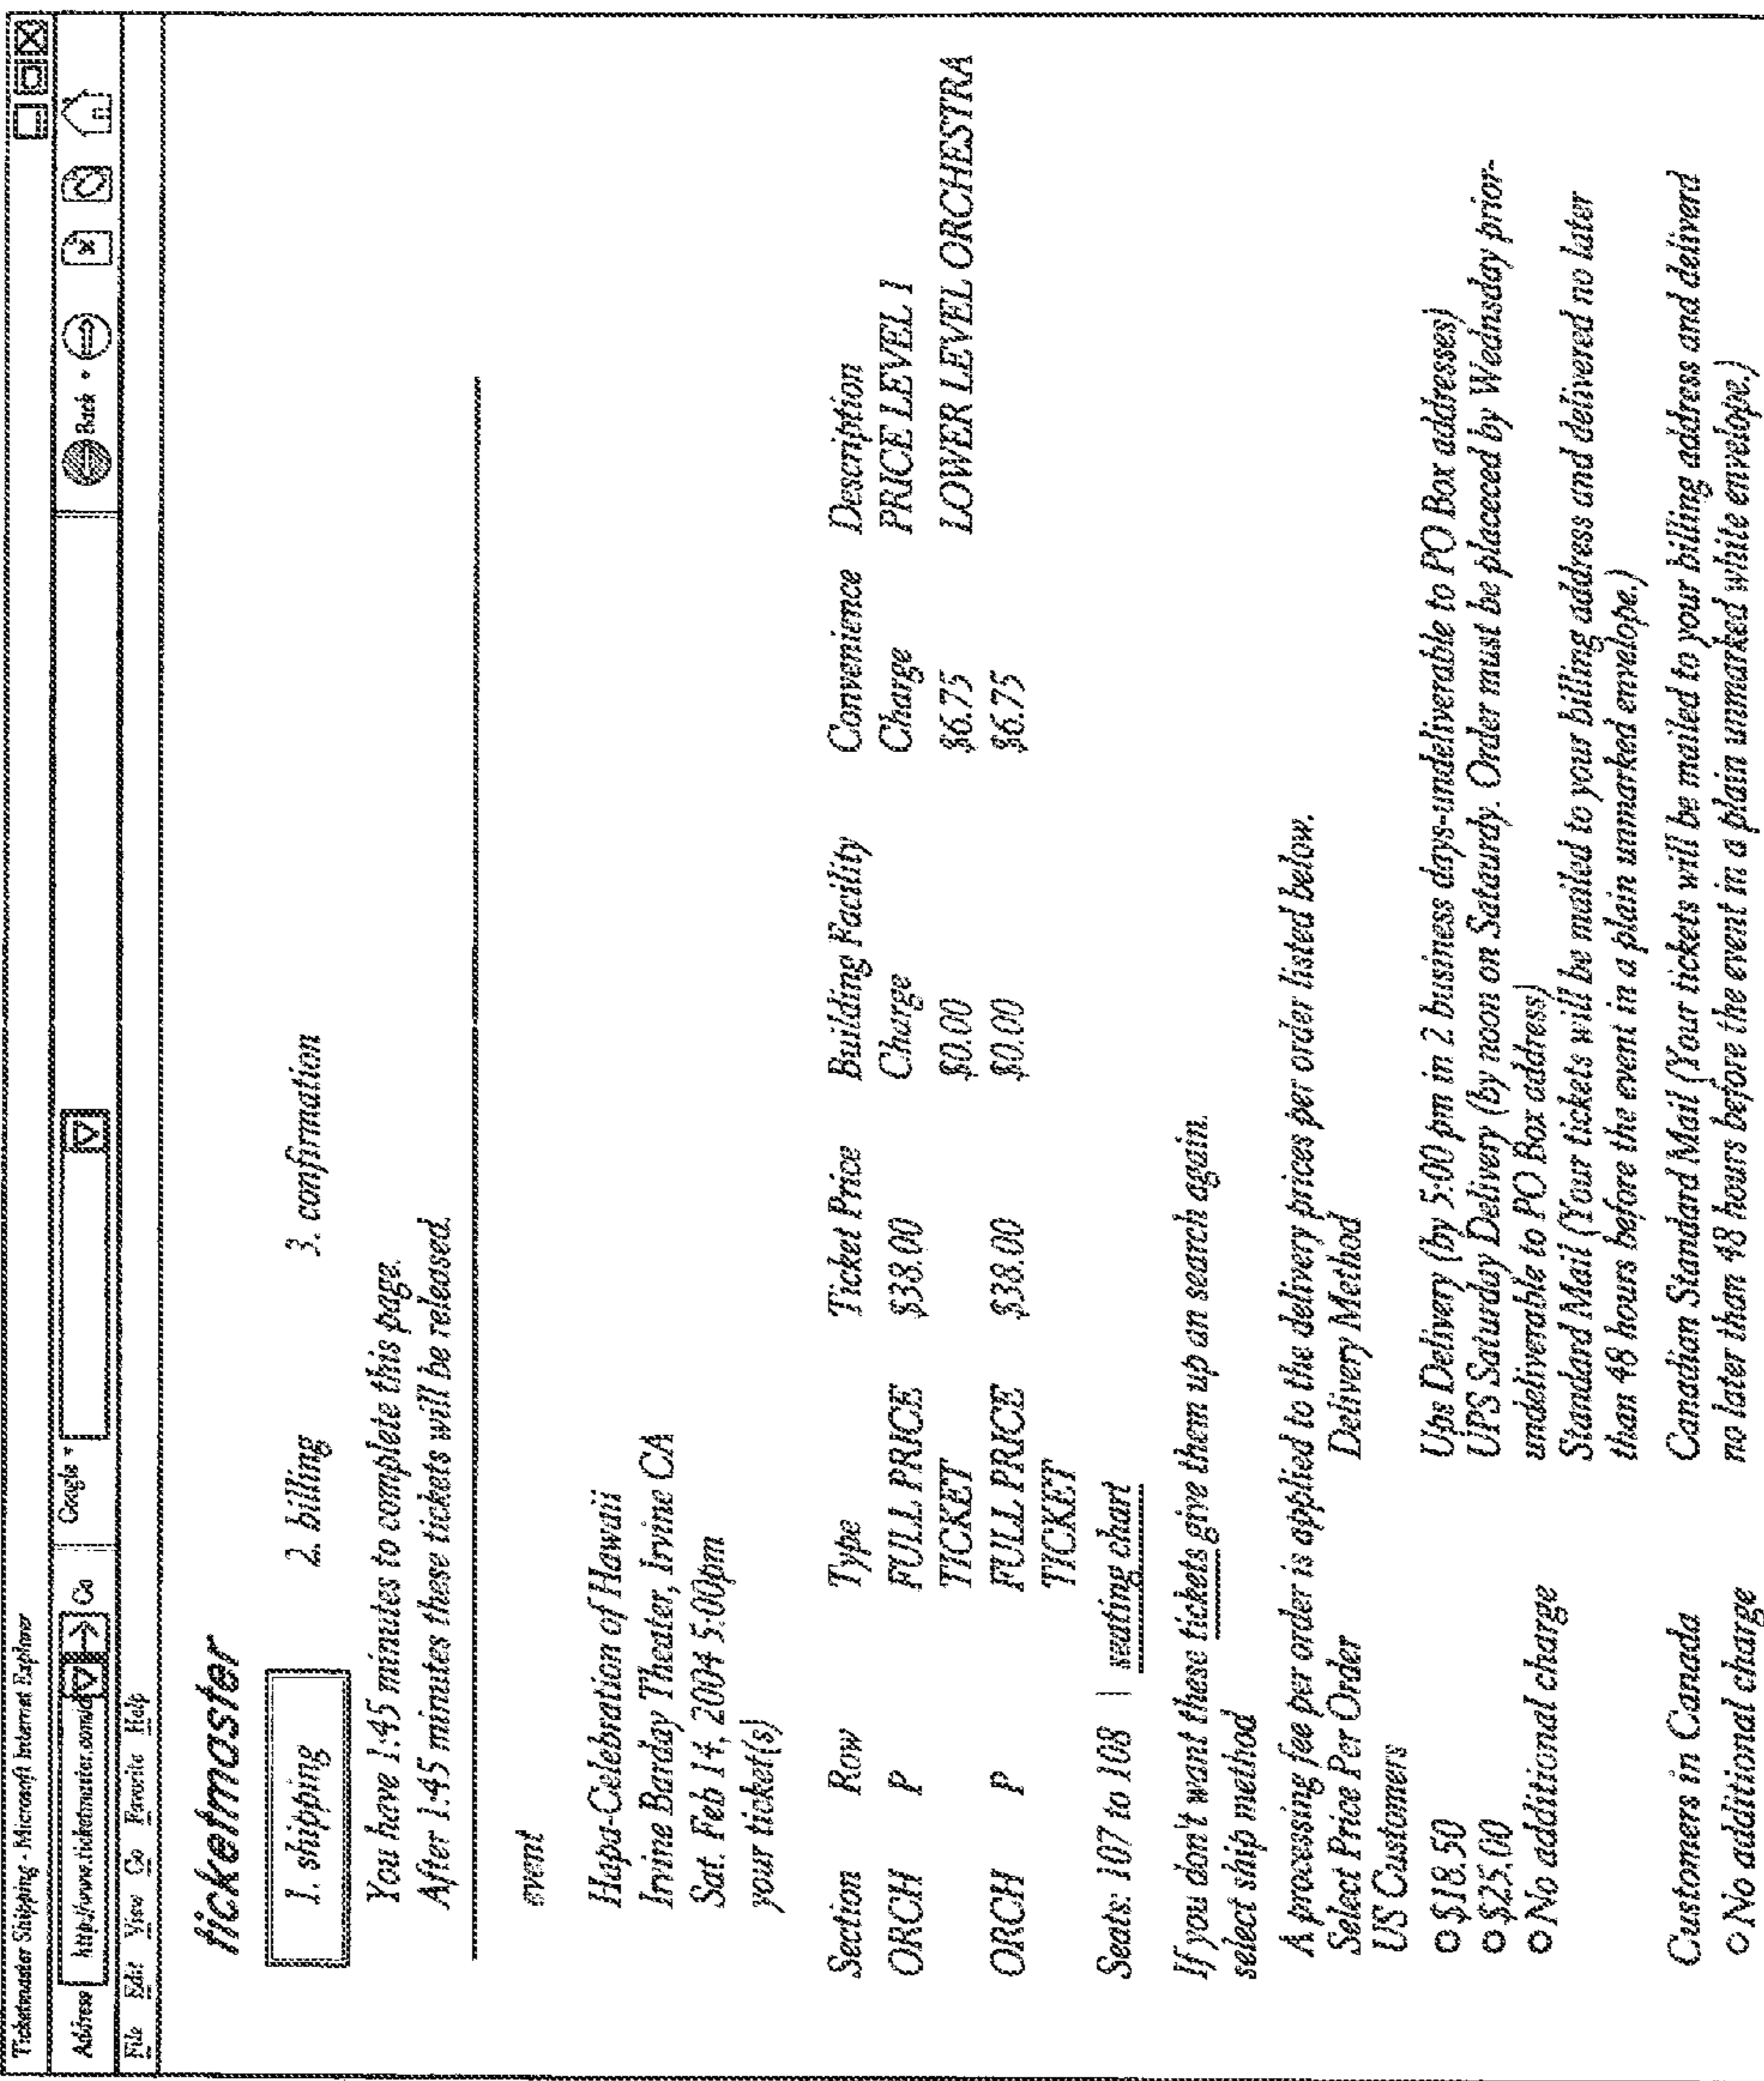 Ticketmaster Shipping - Microsoft Internet Explorer
Address http://www.ticketmaster.com/d Go Google Back
File Edit View Go Favorite Help
ticketmaster
1. shipping 2. billing 3. confirmation
You have 1:45 minutes to complete this page.
After 1:45 minutes these tickets will be released.
event
Hapa-Celebration of Hawaii
Irvine Barday Theater, Irvine CA
Sat. Feb 14, 2004 5:00pm
your ticket(s)
Section Row Type Ticket Price Building Facility Convenience Description
Charge Charge
ORCH P FULL PRICE $38.00 PRICE LEVEL 1
TICKET $0.00 $6.75 LOWER LEVEL ORCHESTRA
ORCH P FULL PRICE $38.00 $0.00 $6.75
TICKET
Seats: 107 to 108 | seating chart
If you don't want these tickets give them up an search again.
select ship method
A processing fee per order is applied to the delivery prices per order listed below.
Select Price Per Order Delivery Method
US Customers
$18.50 Ups Delivery (by 5:00 pm in 2 business days-undeliverable to PO Box addresses)
$25.00 UPS Saturday Delivery (by noon on Sataurdy. Order must be placeced by Wednsday prior-
undeliverable to PO Box address)
No additional charge Standard Mail (Your tickets will be mailed to your billing address and delivered no later
than 48 hours before the event in a plain unmarked envelope.)
Customers in Canada Canadian Standard Mail (Your tickets will be mailed to your billing address and deliverd
No additional charge no later than 48 hours before the event in a plain unmarked white envelope.)